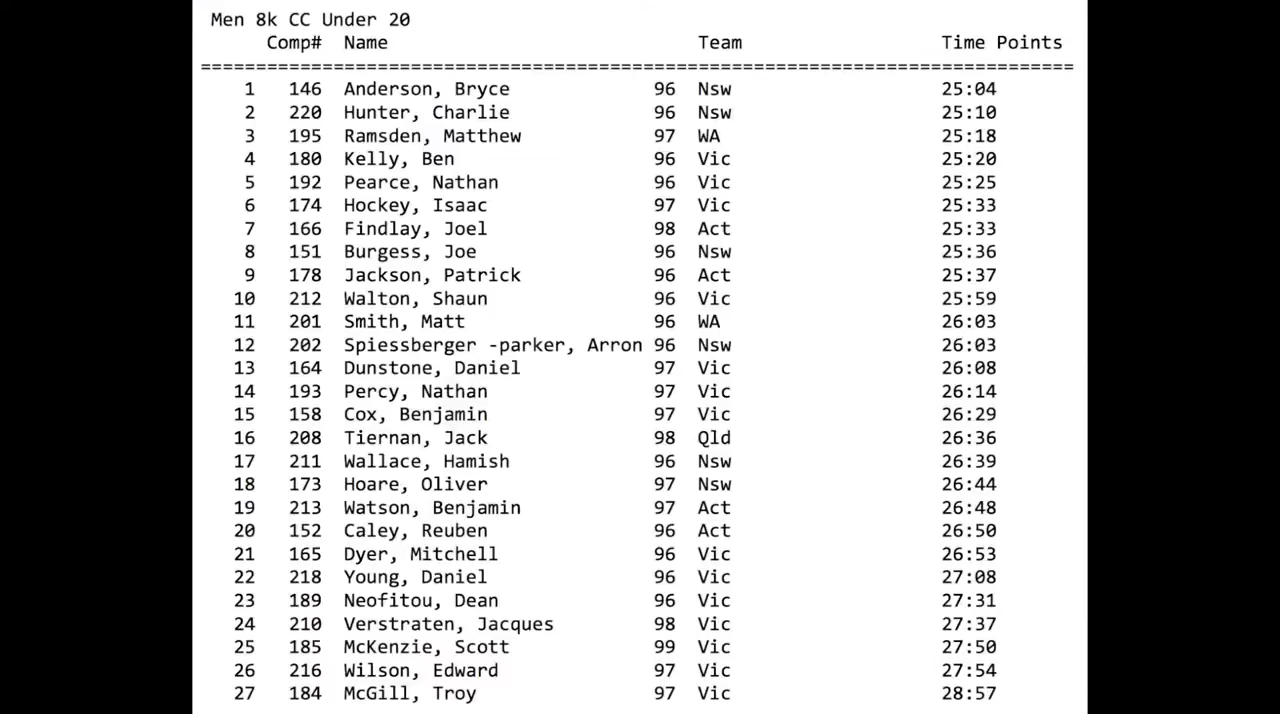 Men 8k CC Under 20
Comp# Name Team Time Points
===============================================================================
1 146 Anderson, Bryce 96 Nsw 25:04
2 220 Hunter, Charlie 96 Nsw 25:10
3 195 Ramsden, Matthew 97 WA 25:18
4 180 Kelly, Ben 96 Vic 25:20
5 192 Pearce, Nathan 96 Vic 25:25
6 174 Hockey, Isaac 97 Vic 25:33
7 166 Findlay, Joel 98 Act 25:33
8 151 Burgess, Joe 96 Nsw 25:36
9 178 Jackson, Patrick 96 Act 25:37
10 212 Walton, Shaun 96 Vic 25:59
11 201 Smith, Matt 96 WA 26:03
12 202 Spiessberger -parker, Arron 96 Nsw 26:03
13 164 Dunstone, Daniel 97 Vic 26:08
14 193 Percy, Nathan 97 Vic 26:14
15 158 Cox, Benjamin 97 Vic 26:29
16 208 Tiernan, Jack 98 Qld 26:36
17 211 Wallace, Hamish 96 Nsw 26:39
18 173 Hoare, Oliver 97 Nsw 26:44
19 213 Watson, Benjamin 97 Act 26:48
20 152 Caley, Reuben 96 Act 26:50
21 165 Dyer, Mitchell 96 Vic 26:53
22 218 Young, Daniel 96 Vic 27:08
23 189 Neofitou, Dean 96 Vic 27:31
24 210 Verstraten, Jacques 98 Vic 27:37
25 185 McKenzie, Scott 99 Vic 27:50
26 216 Wilson, Edward 97 Vic 27:54
27 184 McGill, Troy 97 Vic 28:57